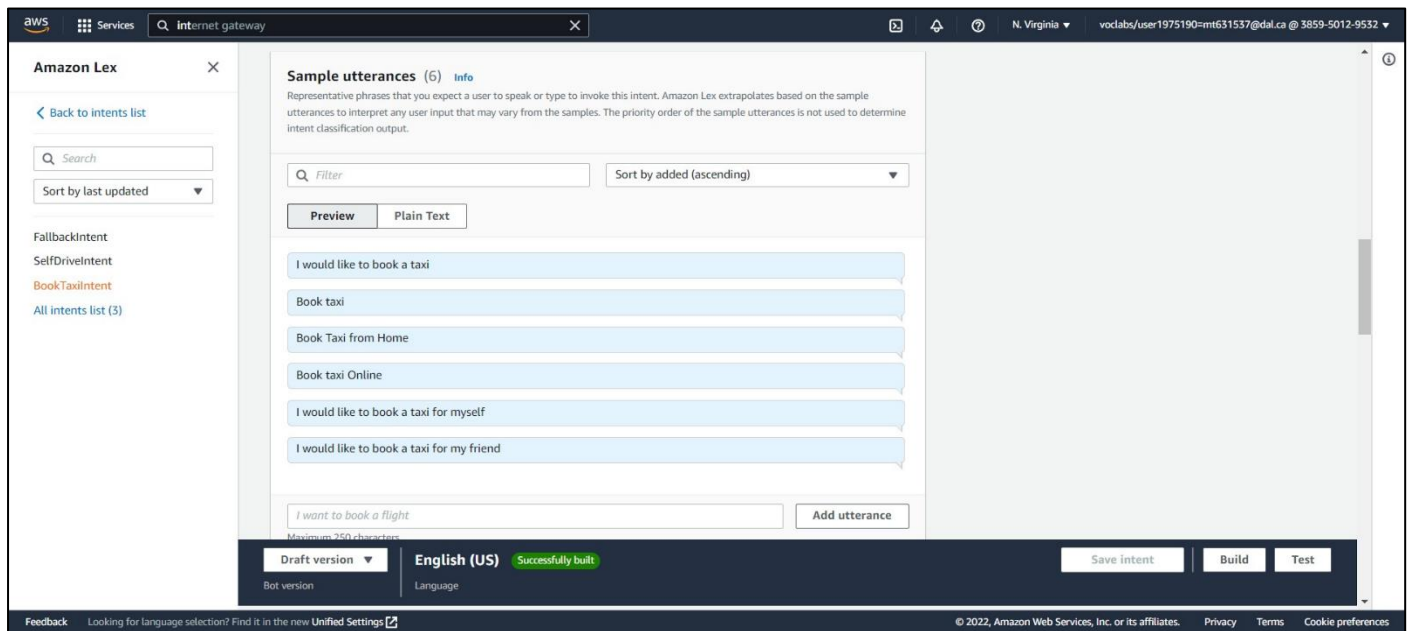 aws
Services
internet gateway
N. Virginia
voclabs/user1975190=mt631537@dal.ca @ 3859-5012-9532
Amazon Lex
Back to intents list
Search
Sort by last updated
FallbackIntent
SelfDriveIntent
BookTaxiIntent
All intents list (3)
Sample utterances (6) Info
Representative phrases that you expect a user to speak or type to invoke this intent. Amazon Lex extrapolates based on the sample
utterances to interpret any user input that may vary from the samples. The priority order of the sample utterances is not used to determine
intent classification output.
Filter
Sort by added (ascending)
Preview
Plain Text
I would like to book a taxi
Book taxi
Book Taxi from Home
Book taxi Online
I would like to book a taxi for myself
I would like to book a taxi for my friend
I want to book a flight
Add utterance
Maximum 250 characters
Draft version
Bot version
English (US) Successfully built
Language
Save intent
Build
Test
Feedback
Looking for language selection? Find it in the new Unified Settings
© 2022, Amazon Web Services, Inc. or its affiliates.
Privacy
Terms
Cookie preferences